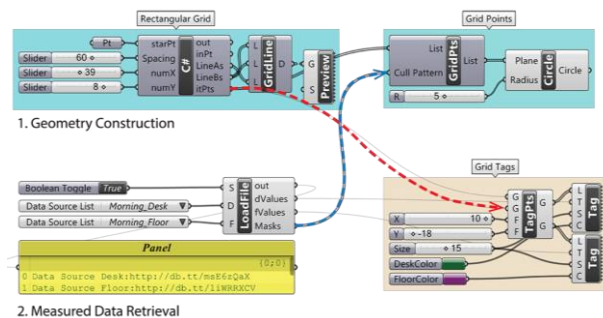 Rectangular Grid
Grid Points
Pt
starPt
Spacing
numX
numY
C#
out
inPt
LineAs
LineBs
itPts
Slider 60
Slider 39
Slider 8
L
L
L
GridLine
D
G
S
Preview
List
Cull Pattern
GridPts
List
Plane
Radius
Circle
Circle
R 5
1. Geometry Construction
Grid Tags
Boolean Toggle True
Data Source List Morning_Desk
Data Source List Morning_Floor
S
D
F
LoadFile
out
dValues
fValues
Masks
G
G
F
F
S
TagPts
G
G
X 10
Y -18
Size 15
DeskColor
FloorColor
L
T
S
C
Tag
L
T
S
C
Tag
Panel
{0;0}
0 Data Source Desk:http://db.tt/msE6zQaX
1 Data Source Floor:http://db.tt/liWRRXCV
2. Measured Data Retrieval